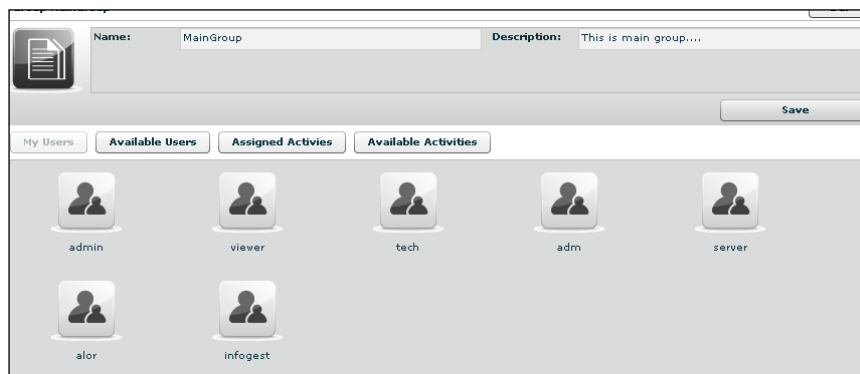 Name: MainGroup Description: This is main group....
Save
My Users Available Users Assigned Activies Available Activities
admin viewer tech adm server
alor infogest